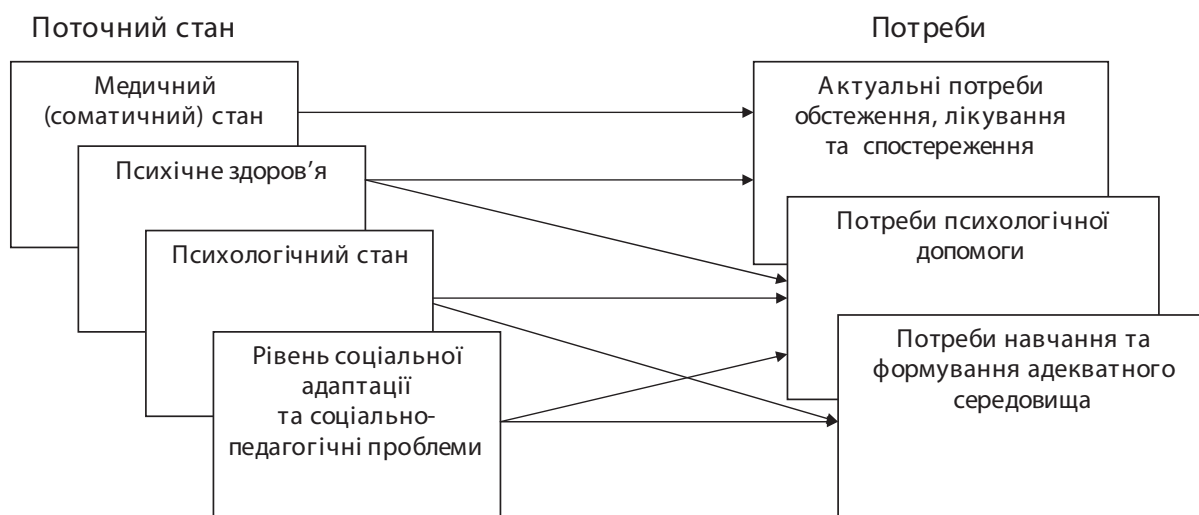 Поточний стан
Потреби
Медичний
(соматичний) стан
Психічне здоров’я
Психологічний стан
Рівень соціальної
адаптації
та соціально-
педагогічні проблеми
Актуальні потреби
обстеження, лікування
та спостереження
Потреби психологічної
допомоги
Потреби навчання та
формування адекватного
середовища